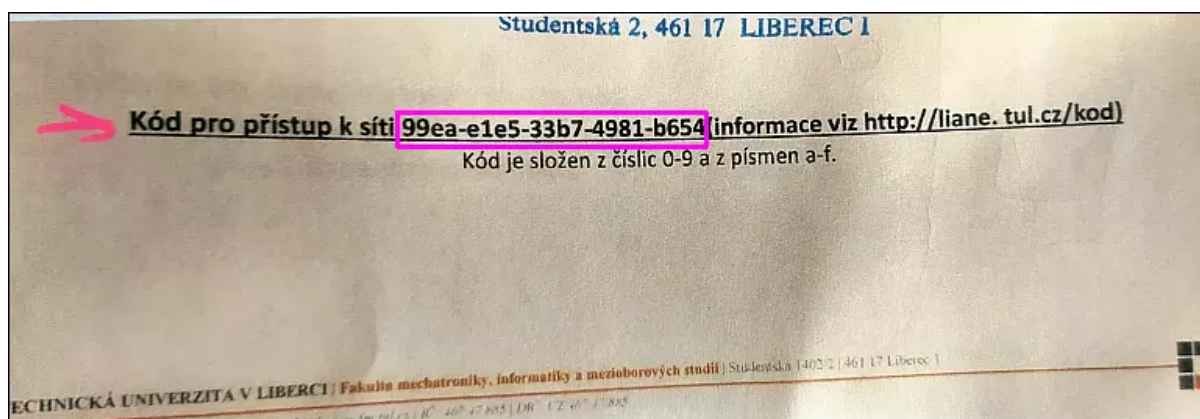 Studentská 2, 461 17 LIBEREC 1
Kód pro přístup k síti 99ea-e1e5-33b7-4981-b654 (informace viz http://liane. tul.cz/kod)
Kód je složen z číslic 0-9 a z písmen a-f.
ECHNICKÁ UNIVERZITA V LIBERCI | Fakulta mechatroniky, informatiky a mezioborových studií | Studentská 1402/2 | 461 17 Liberec 1